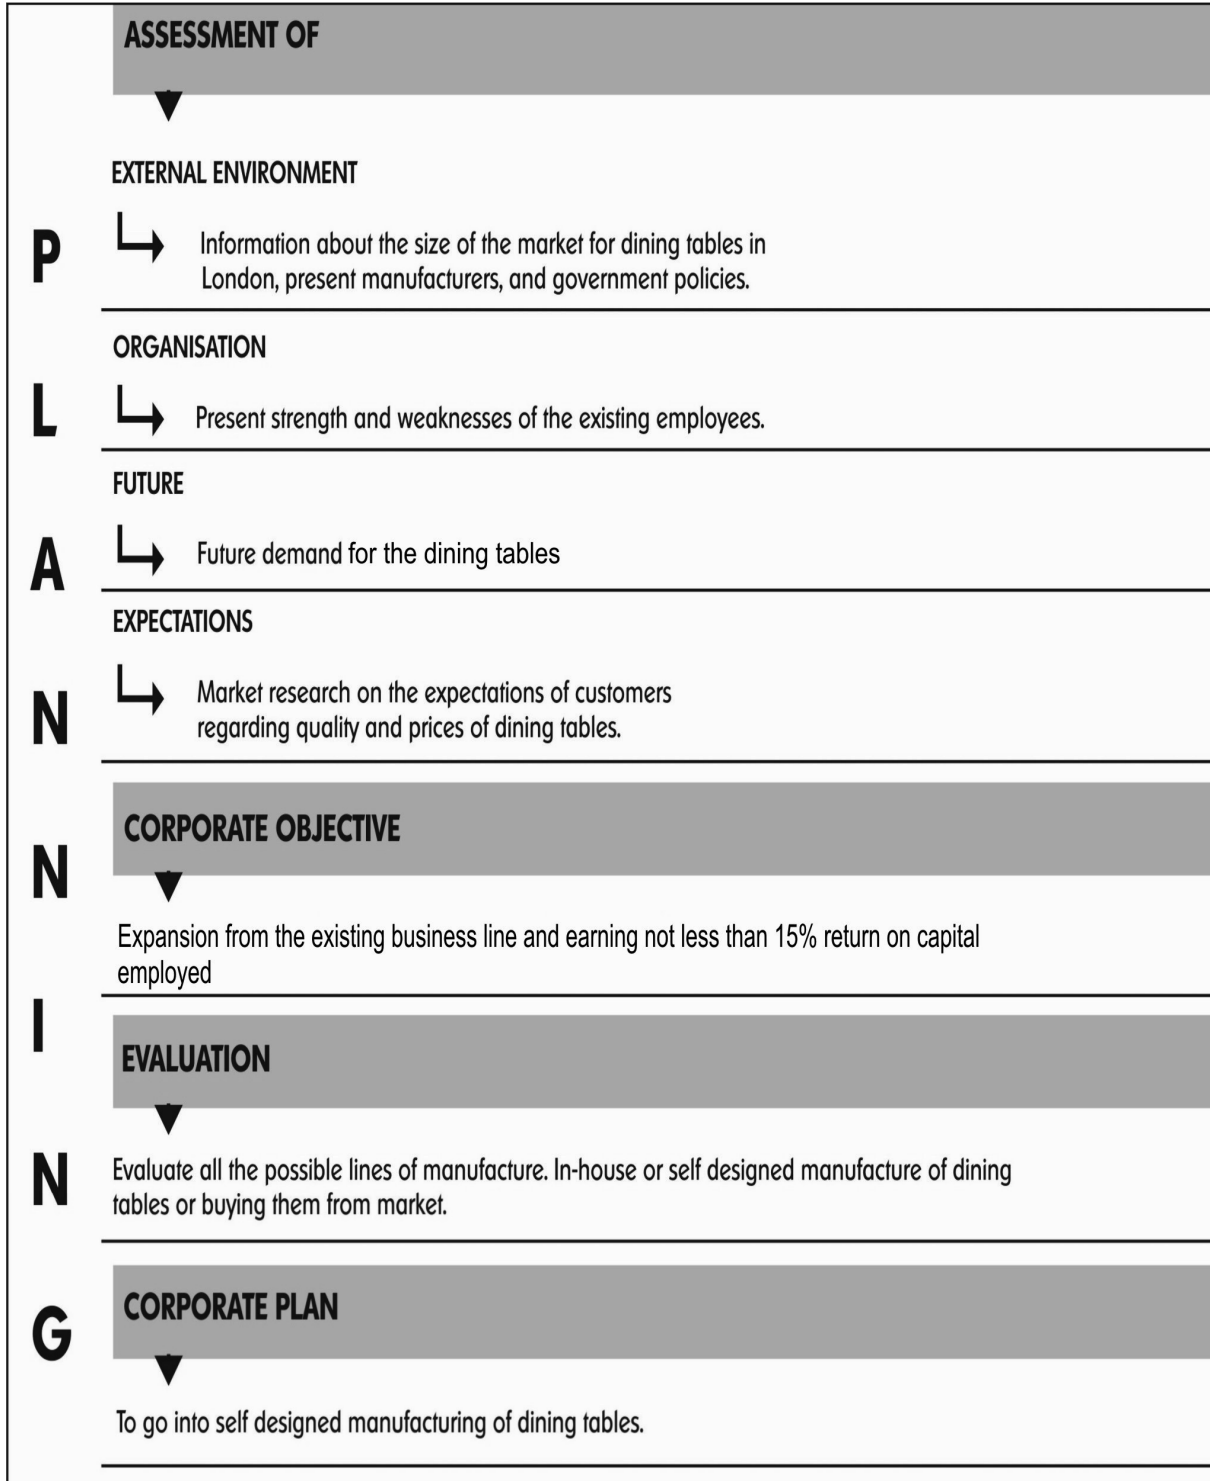 ASSESSMENT OF
EXTERNAL ENVIRONMENT
Information about the size of the market for dining tables in
London, present manufacturers, and government policies.
ORGANISATION
Present strength and weaknesses of the existing employees.
FUTURE
Future demand for the dining tables
EXPECTATIONS
Market research on the expectations of customers
regarding quality and prices of dining tables.
CORPORATE OBJECTIVE
Expansion from the existing business line and earning not less than 15% return on capital
employed
EVALUATION
Evaluate all the possible lines of manufacture. In-house or self designed manufacture of dining
tables or buying them from market.
CORPORATE PLAN
To go into self designed manufacturing of dining tables.
P
L
A
N
N
I
N
G